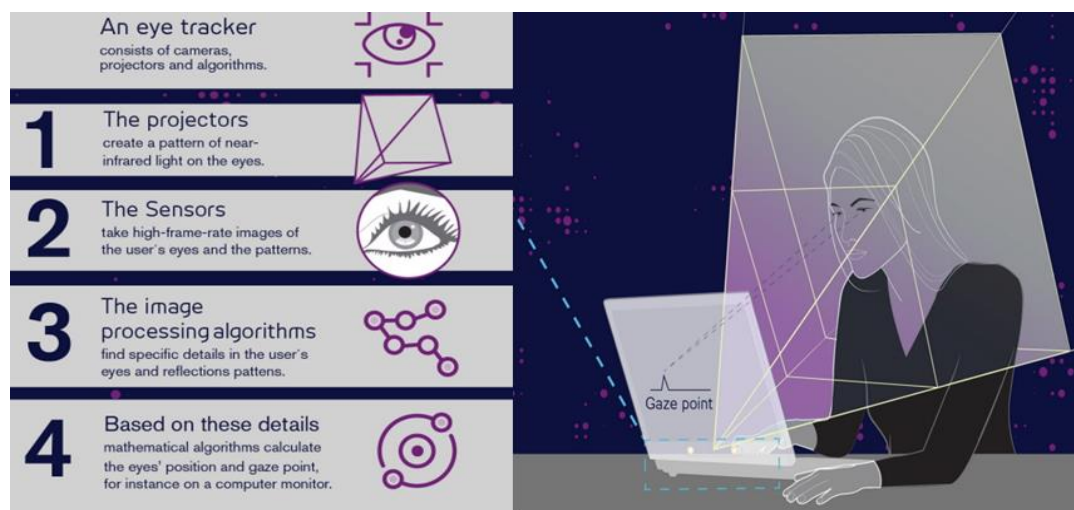 An eye tracker
consists of cameras,
projectors and algorithms.
1
The projectors
create a pattern of near-
infrared light on the eyes.
2
The Sensors
take high-frame-rate images of
the user's eyes and the patterns.
3
The image
processing algorithms
find specific details in the user's
eyes and reflections pattens.
4
Based on these details
mathematical algorithms calculate
the eyes' position and gaze point,
for instance on a computer monitor.
Gaze point